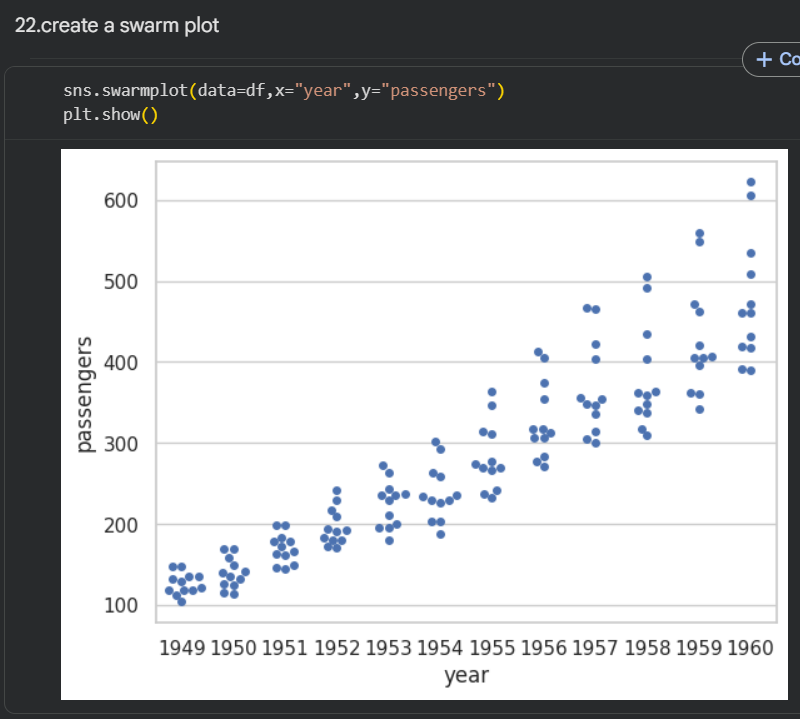 22.create a swarm plot
+ Co
sns.swarmplot(data=df,x="year",y="passengers")
plt.show()
600
500
400
300
200
100
passengers
1949 1950 1951 1952 1953 1954 1955 1956 1957 1958 1959 1960
year